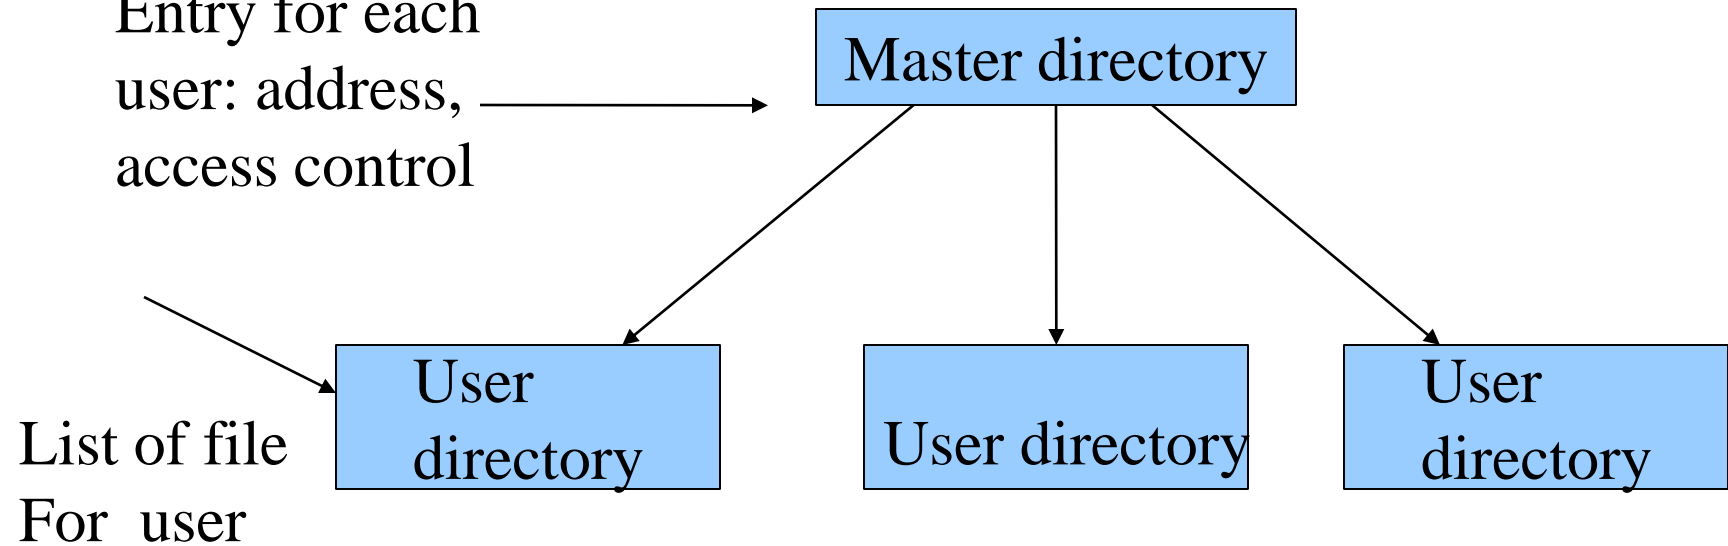 Entry for each
user: address,
access control
Master directory
User
directory
User directory
User
directory
List of file
For user